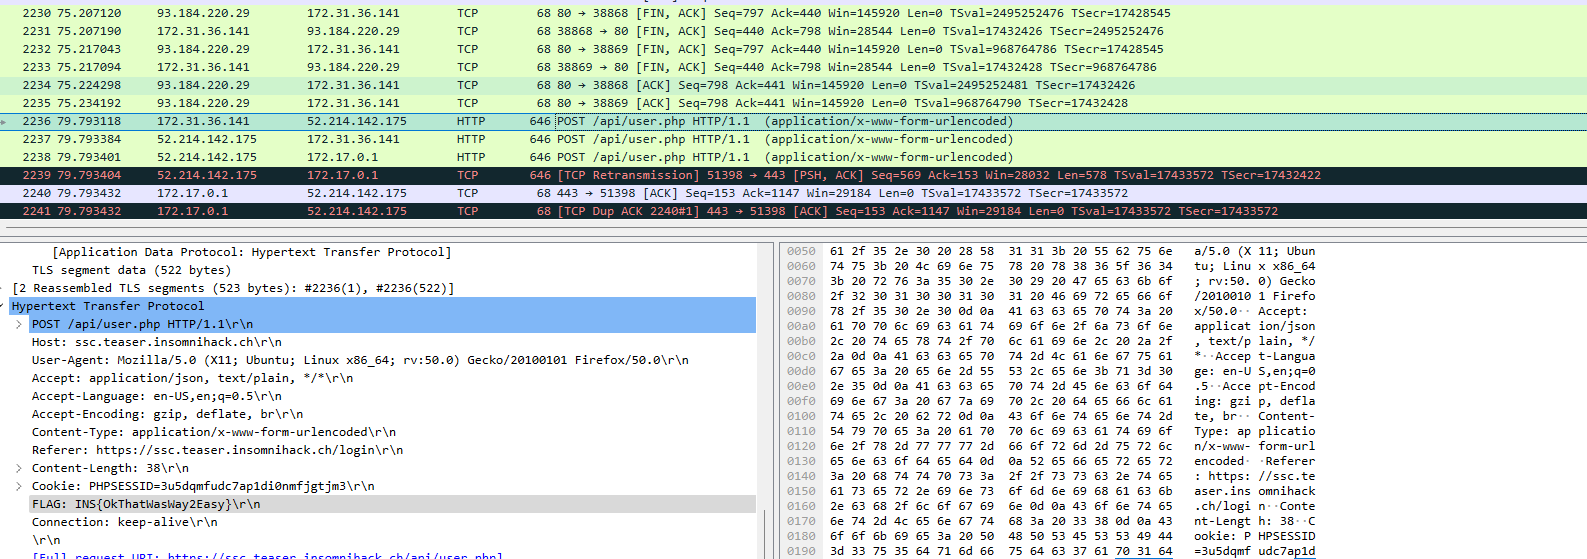 2230 75.207120 93.184.220.29 172.31.36.141 TCP 68 80 → 38868 [FIN, ACK] Seq=797 Ack=440 Win=145920 Len=0 TSval=2495252476 TSecr=17428545
2231 75.207190 172.31.36.141 93.184.220.29 TCP 68 38868 → 80 [FIN, ACK] Seq=440 Ack=798 Win=28544 Len=0 TSval=17432426 TSecr=2495252476
2232 75.217043 93.184.220.29 172.31.36.141 TCP 68 80 → 38869 [FIN, ACK] Seq=797 Ack=440 Win=145920 Len=0 TSval=968764786 TSecr=17428545
2233 75.217094 172.31.36.141 93.184.220.29 TCP 68 38869 → 80 [FIN, ACK] Seq=440 Ack=798 Win=28544 Len=0 TSval=17432428 TSecr=968764786
2234 75.224298 93.184.220.29 172.31.36.141 TCP 68 80 → 38868 [ACK] Seq=798 Ack=441 Win=145920 Len=0 TSval=2495252481 TSecr=17432426
2235 75.234192 93.184.220.29 172.31.36.141 TCP 68 80 → 38869 [ACK] Seq=798 Ack=441 Win=145920 Len=0 TSval=968764790 TSecr=17432428
2236 79.793118 172.31.36.141 52.214.142.175 HTTP 646 POST /api/user.php HTTP/1.1 (application/x-www-form-urlencoded)
2237 79.793384 52.214.142.175 172.31.36.141 HTTP 646 POST /api/user.php HTTP/1.1 (application/x-www-form-urlencoded)
2238 79.793401 52.214.142.175 172.17.0.1 HTTP 646 POST /api/user.php HTTP/1.1 (application/x-www-form-urlencoded)
2239 79.793404 52.214.142.175 172.17.0.1 TCP 646 [TCP Retransmission] 51398 → 443 [PSH, ACK] Seq=569 Ack=153 Win=28032 Len=578 TSval=17433572 TSecr=17432422
2240 79.793432 172.17.0.1 52.214.142.175 TCP 68 443 → 51398 [ACK] Seq=153 Ack=1147 Win=29184 Len=0 TSval=17433572 TSecr=17433572
2241 79.793432 172.17.0.1 52.214.142.175 TCP 68 [TCP Dup ACK 2240#1] 443 → 51398 [ACK] Seq=153 Ack=1147 Win=29184 Len=0 TSval=17433572 TSecr=17433572
[Application Data Protocol: Hypertext Transfer Protocol]
TLS segment data (522 bytes)
[2 Reassembled TLS segments (523 bytes): #2236(1), #2236(522)]
Hypertext Transfer Protocol
POST /api/user.php HTTP/1.1\r\n
Host: ssc.teaser.insomnihack.ch\r\n
User-Agent: Mozilla/5.0 (X11; Ubuntu; Linux x86_64; rv:50.0) Gecko/20100101 Firefox/50.0\r\n
Accept: application/json, text/plain, */*\r\n
Accept-Language: en-US,en;q=0.5\r\n
Accept-Encoding: gzip, deflate, br\r\n
Content-Type: application/x-www-form-urlencoded\r\n
Referer: https://ssc.teaser.insomnihack.ch/login\r\n
Content-Length: 38\r\n
Cookie: PHPSESSID=3u5dqmfudc7ap1di0nmfjgtjm3\r\n
FLAG: INS{OkThatWasWay2Easy}\r\n
Connection: keep-alive\r\n
\r\n
[Full request URI: https://ssc.teaser.insomnihack.ch/api/user.php]
0050 61 2f 35 2e 30 20 28 58 31 31 3b 20 55 62 75 6e a/5.0 (X 11; Ubun
0060 74 75 3b 20 4c 69 6e 75 78 20 78 38 36 5f 36 34 tu; Linu x x86_64
0070 3b 20 72 76 3a 35 30 2e 30 29 20 47 65 63 6b 6f ; rv:50. 0) Gecko
0080 2f 32 30 31 30 30 31 30 31 20 46 69 72 65 66 6f /2010010 1 Firefo
0090 78 2f 35 30 2e 30 0d 0a 41 63 63 65 70 74 3a 20 x/50.0·· Accept:
00a0 61 70 70 6c 69 63 61 74 69 6f 6e 2f 6a 73 6f 6e applicat ion/json
00b0 2c 20 74 65 78 74 2f 70 6c 61 69 6e 2c 20 2a 2f , text/p lain, */
00c0 2a 0d 0a 41 63 63 65 70 74 2d 4c 61 6e 67 75 61 *··Accep t-Langua
00d0 67 65 3a 20 65 6e 2d 55 53 2c 65 6e 3b 71 3d 30 ge: en-U S,en;q=0
00e0 2e 35 0d 0a 41 63 63 65 70 74 2d 45 6e 63 6f 64 .5··Acce pt-Encod
00f0 69 6e 67 3a 20 67 7a 69 70 2c 20 64 65 66 6c 61 ing: gzi p, defla
0100 74 65 2c 20 62 72 0d 0a 43 6f 6e 74 65 6e 74 2d te, br·· Content-
0110 54 79 70 65 3a 20 61 70 70 6c 69 63 61 74 69 6f Type: ap plicatio
0120 6e 2f 78 2d 77 77 77 2d 66 6f 72 6d 2d 75 72 6c n/x-www- form-url
0130 65 6e 63 6f 64 65 64 0d 0a 52 65 66 65 72 65 72 encoded· ·Referer
0140 3a 20 68 74 74 70 73 3a 2f 2f 73 73 63 2e 74 65 : https: //ssc.te
0150 61 73 65 72 2e 69 6e 73 6f 6d 6e 69 68 61 63 6b aser.ins omnihack
0160 2e 63 68 2f 6c 6f 67 69 6e 0d 0a 43 6f 6e 74 65 .ch/logi n··Conte
0170 6e 74 2d 4c 65 6e 67 74 68 3a 20 33 38 0d 0a 43 nt-Lengt h: 38··C
0180 6f 6f 6b 69 65 3a 20 50 48 50 53 45 53 53 49 44 ookie: P HPSESSID
0190 3d 33 75 35 64 71 6d 66 75 64 63 37 61 70 31 64 =3u5dqmf udc7ap1d